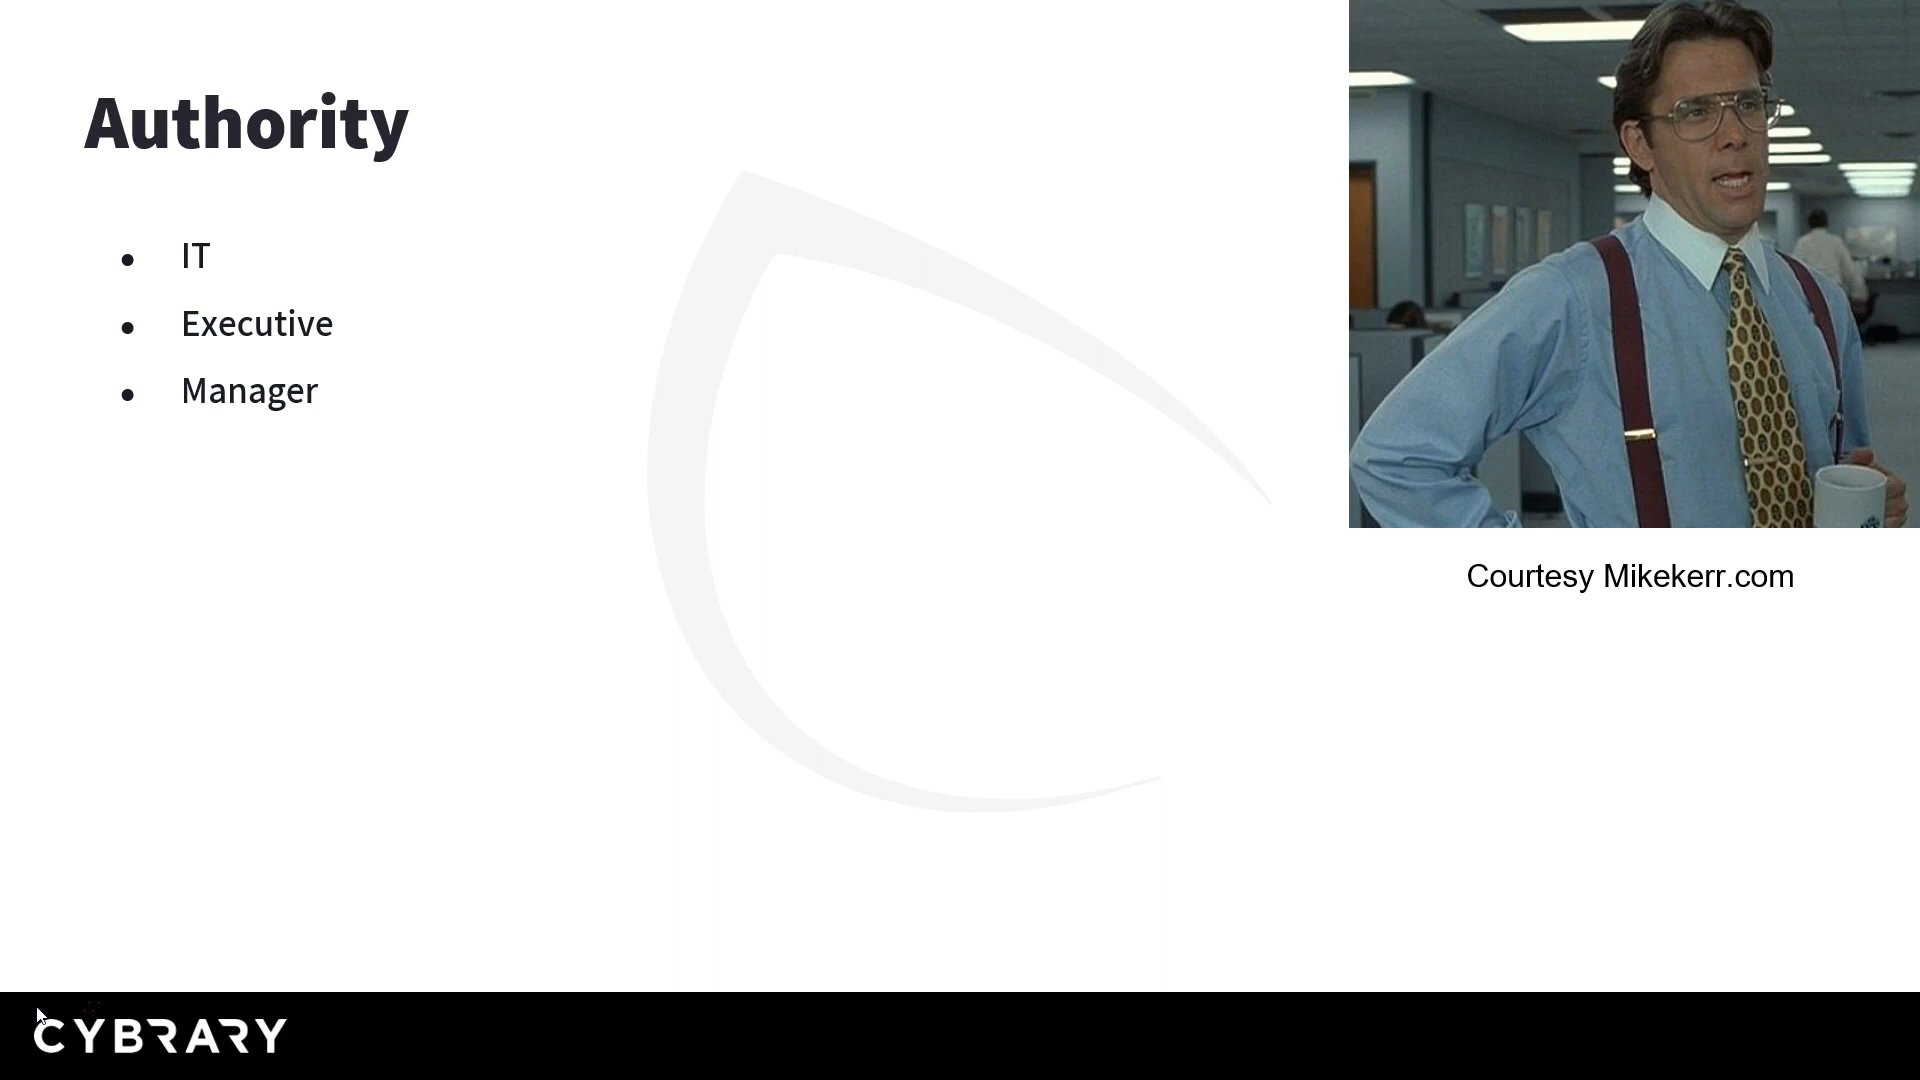 Authority
● IT
● Executive
● Manager
Courtesy Mikekerr.com
CYBRARY